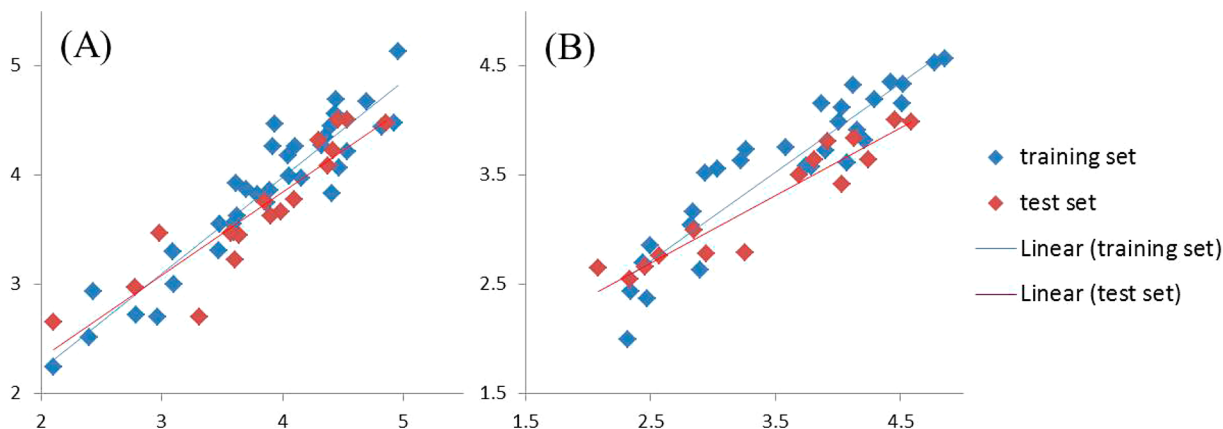 (A)
5
4
3
2
2 3 4 5
(B)
4.5
3.5
2.5
1.5
1.5 2.5 3.5 4.5
training set
test set
Linear (training set)
Linear (test set)